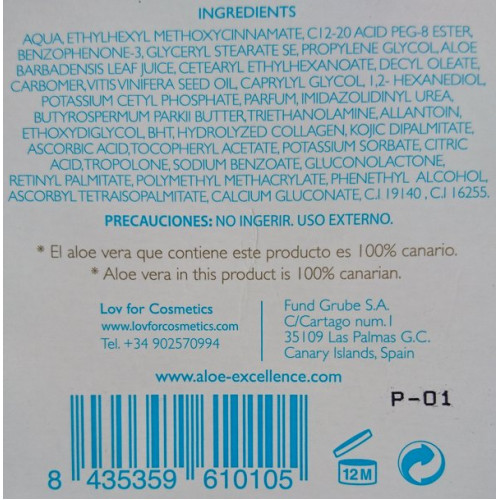 INGREDIENTS
AQUA, ETHYLHEXYL METHOXYCINNAMATE, C12-20 ACID PEG-8 ESTER,
BENZOPHENONE-3, GLYCERYL STEARATE SE, PROPYLENE GLYCOL, ALOE
BARBADENSIS LEAF JUICE, CETEARYL ETHYLHEXANOATE, DECYL OLEATE,
CARBOMER, VITIS VINIFERA SEED OIL, CAPRYLYL GLYCOL, 1,2- HEXANEDIOL,
POTASSIUM CETYL PHOSPHATE, PARFUM, IMIDAZOLIDINYL UREA,
BUTYROSPERMUM PARKII BUTTER, TRIETHANOLAMINE, ALLANTOIN,
ETHOXYDIGLYCOL, BHT, HYDROLYZED COLLAGEN, KOJIC DIPALMITATE,
ASCORBIC ACID, TOCOPHERYL ACETATE, POTASSIUM SORBATE, CITRIC
ACID, TROPOLONE, SODIUM BENZOATE, GLUCONOLACTONE,
RETINYL PALMITATE, POLYMETHYL METHACRYLATE, PHENETHYL ALCOHOL,
ASCORBYL TETRAISOPALMITATE, CALCIUM GLUCONATE, C.I 19140 , C.I 16255.
PRECAUCIONES: NO INGERIR. USO EXTERNO.
* El aloe vera que contiene este producto es 100% canario.
* Aloe vera in this product is 100% canarian.
Lov for Cosmetics
www.lovforcosmetics.com
Tel. +34 902570994
Fund Grube S.A.
C/Cartago num.1
35109 Las Palmas G.C.
Canary Islands, Spain
www.aloe-excellence.com
P-01
8 435359 610105
12 M